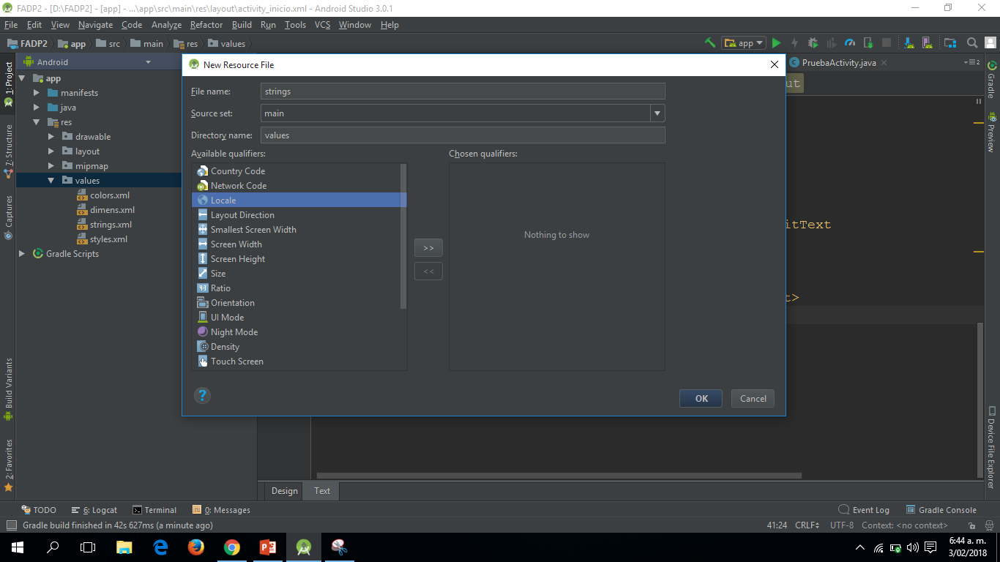 FADP2 - [D:\FADP2] - [app] - ...\app\src\main\res\layout\activity_inicio.xml - Android Studio 3.0.1
File Edit View Navigate Code Analyze Refactor Build Run Tools VCS Window Help
FADP2 app src main res values app
Android
PruebaActivity.java
2
New Resource File
1: Project
7: Structure
Captures
Build Variants
2: Favorites
app
manifests
java
res
drawable
layout
mipmap
values
colors.xml
dimens.xml
strings.xml
styles.xml
Gradle Scripts
File name: strings
Source set: main
Directory name: values
Available qualifiers:
Chosen qualifiers:
Country Code
Network Code
Locale
Layout Direction
Smallest Screen Width
Screen Width
Screen Height
Size
Ratio
Orientation
UI Mode
Night Mode
Density
Touch Screen
>>
<<
Nothing to show
?
OK
Cancel
ut
itText
t>
Gradle
Preview
Device File Explorer
Design Text
TODO 6: Logcat Terminal 0: Messages Event Log Gradle Console
Gradle build finished in 42s 627ms (a minute ago) 41:24 CRLF UTF-8 Context: <no context>
6:44 a. m.
3/02/2018